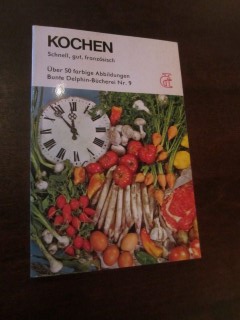 KOCHEN
Schnell, gut, französisch
Über 50 farbige Abbildungen
Bunte Delphin-Bücherei Nr. 9